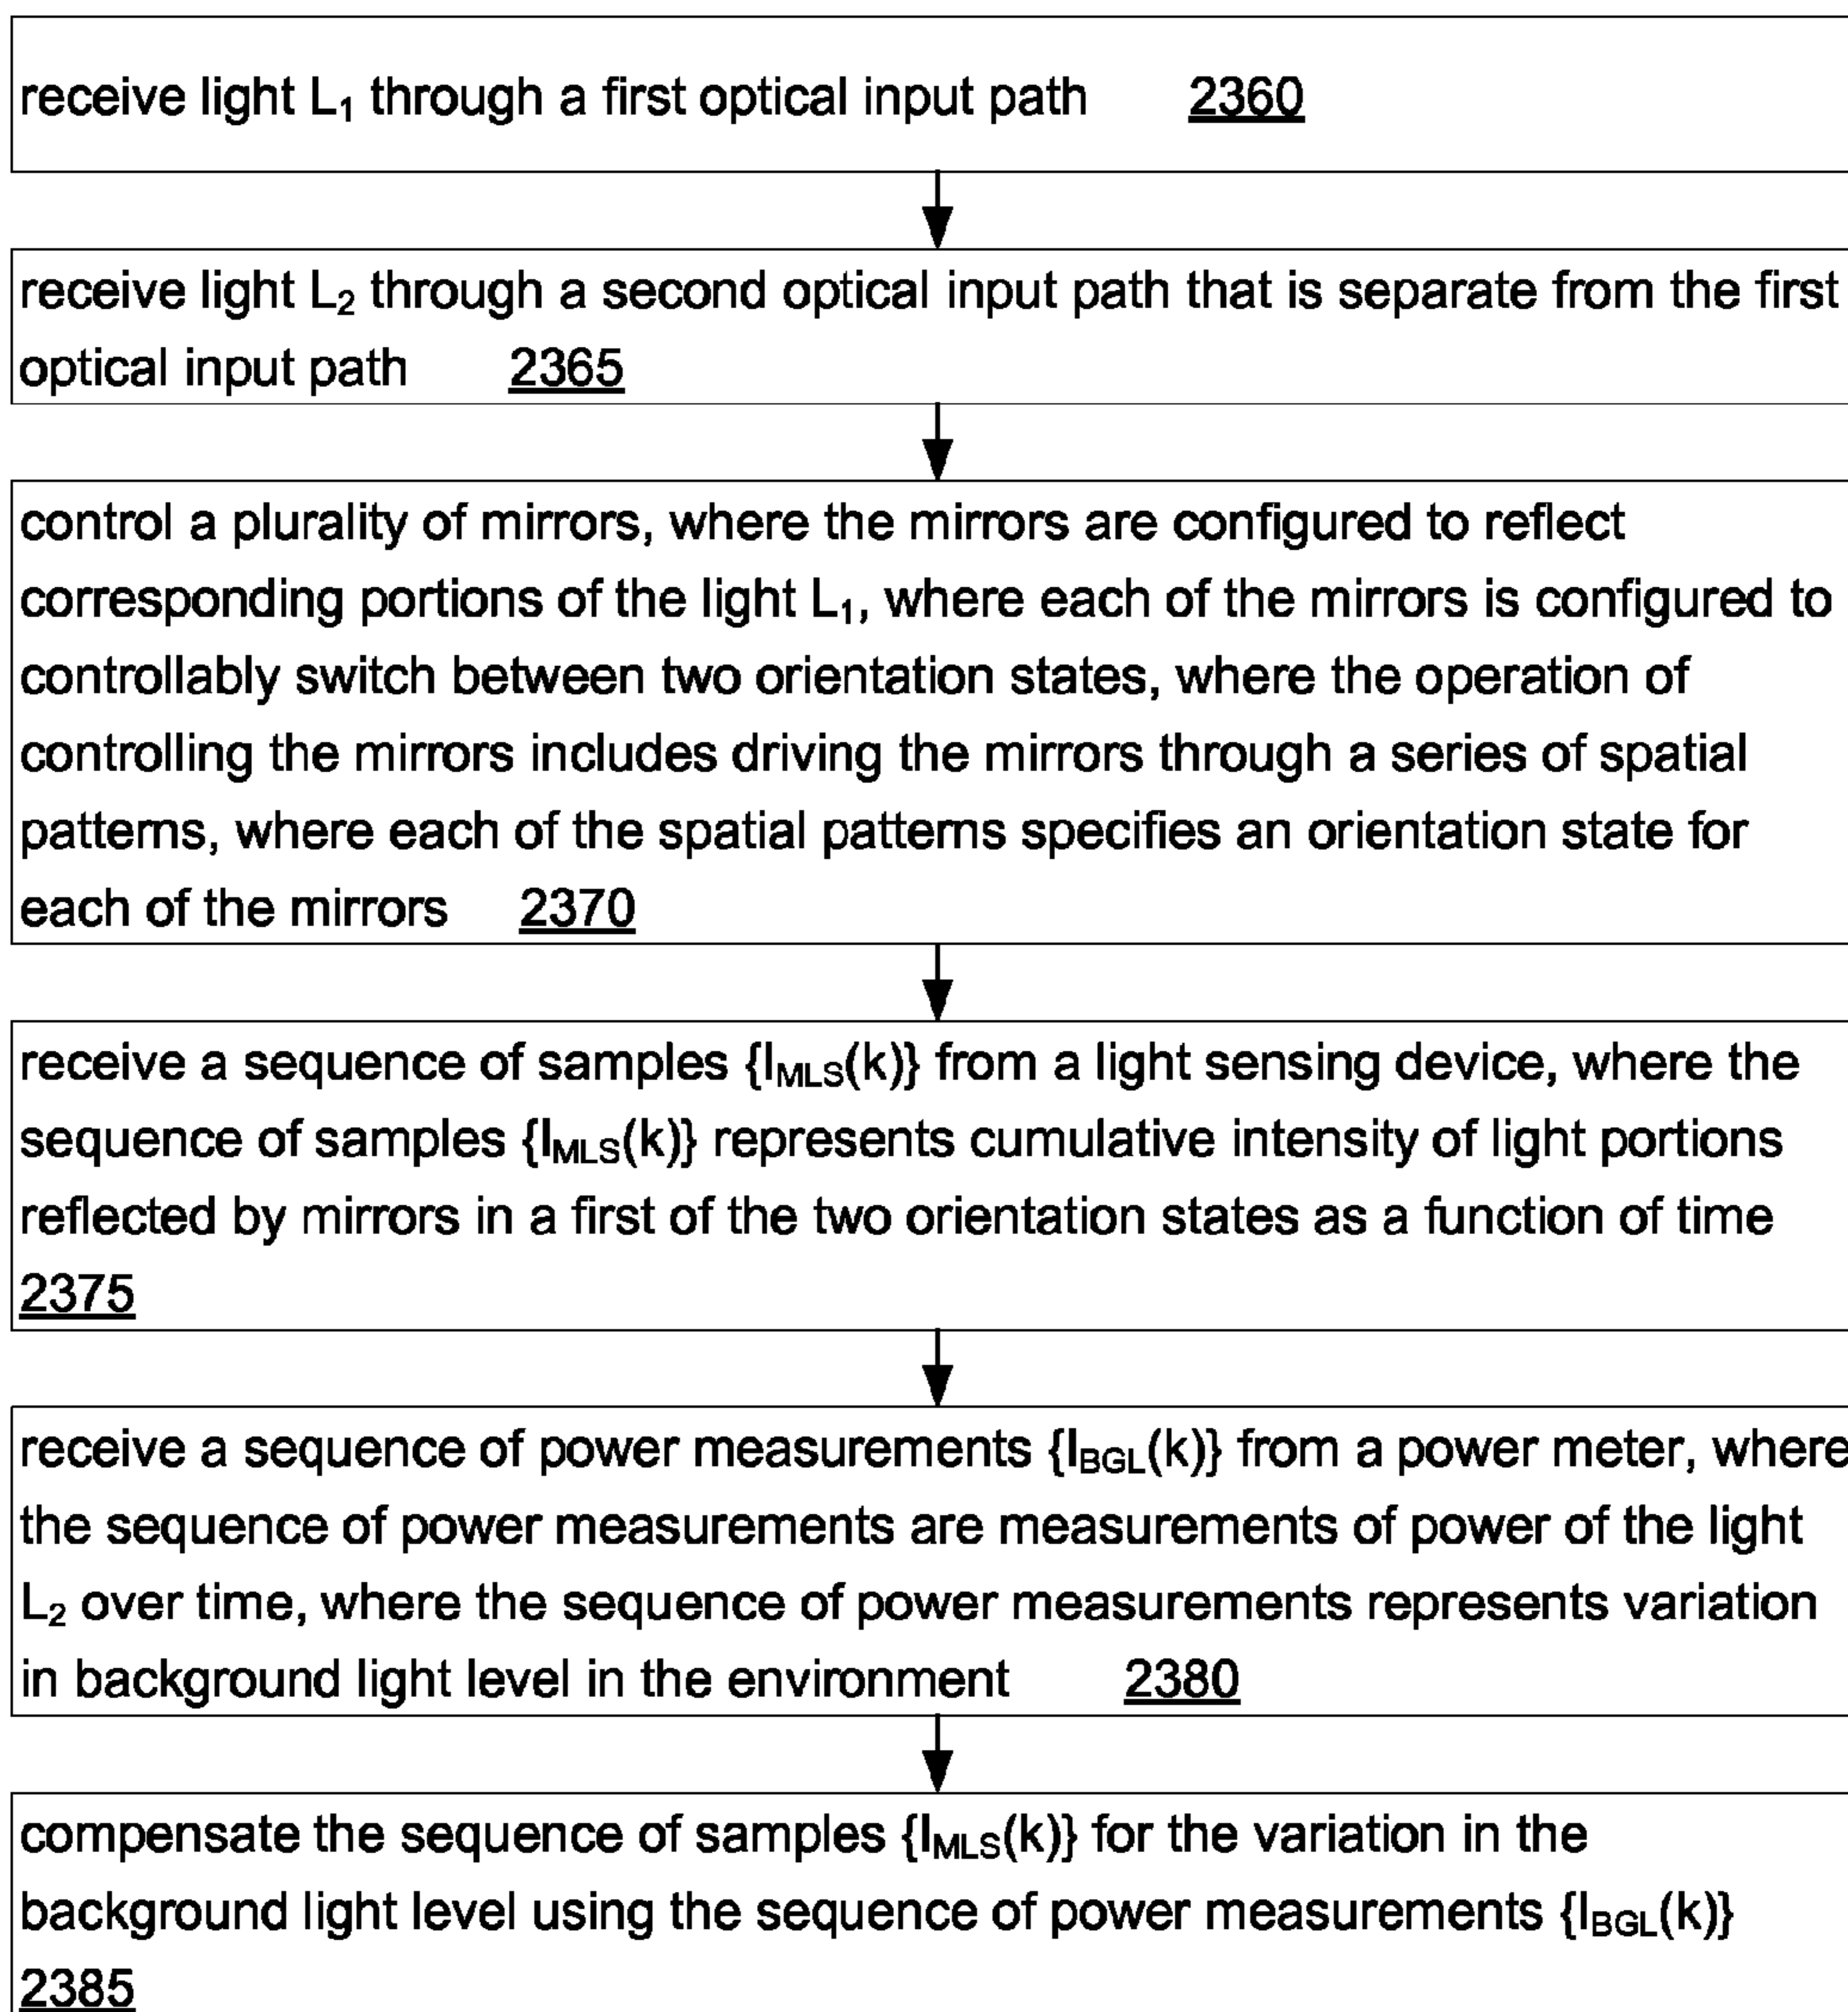 receive light L₁ through a first optical input path 2360
receive light L₂ through a second optical input path that is separate from the first
optical input path 2365
control a plurality of mirrors, where the mirrors are configured to reflect
corresponding portions of the light L₁, where each of the mirrors is configured to
controllably switch between two orientation states, where the operation of
controlling the mirrors includes driving the mirrors through a series of spatial
patterns, where each of the spatial patterns specifies an orientation state for
each of the mirrors 2370
receive a sequence of samples {I_MLS(k)} from a light sensing device, where the
sequence of samples {I_MLS(k)} represents cumulative intensity of light portions
reflected by mirrors in a first of the two orientation states as a function of time
2375
receive a sequence of power measurements {I_BGL(k)} from a power meter, where
the sequence of power measurements are measurements of power of the light
L₂ over time, where the sequence of power measurements represents variation
in background light level in the environment 2380
compensate the sequence of samples {I_MLS(k)} for the variation in the
background light level using the sequence of power measurements {I_BGL(k)}
2385